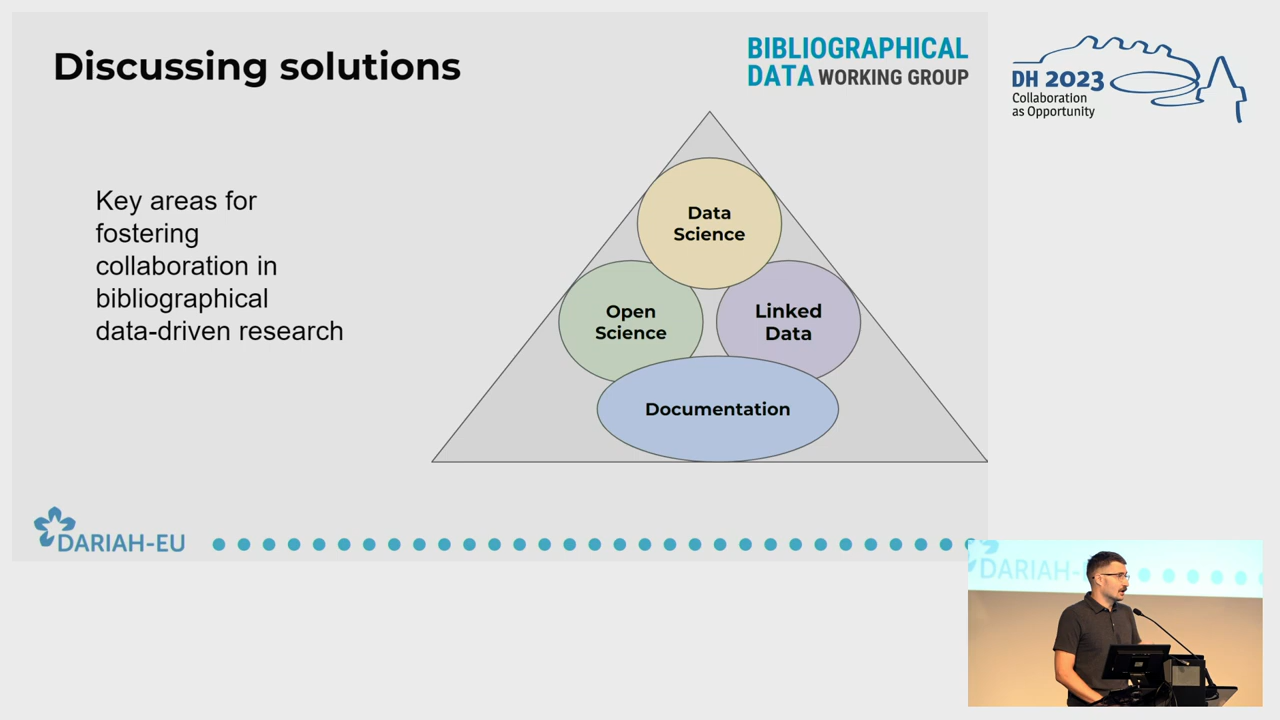 Discussing solutions
BIBLIOGRAPHICAL
DATA WORKING GROUP
DH 2023
Collaboration
as Opportunity
Key areas for
fostering
collaboration in
bibliographical
data-driven research
Data
Science
Open
Science
Linked
Data
Documentation
DARIAH-EU
DARIAH-E